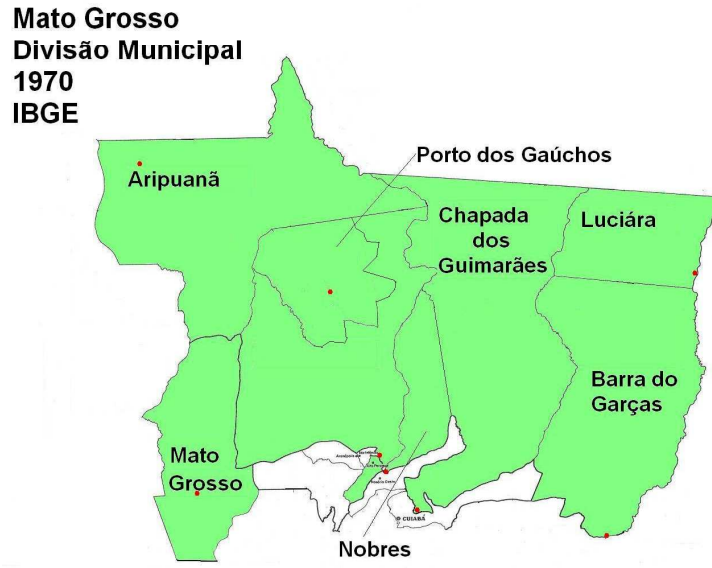 Mato Grosso
Divisão Municipal
1970
IBGE
Porto dos Gaúchos
Aripuanã
Chapada
dos
Guimarães
Luciára
Barra do
Garças
Mato
Grosso
CUIABÁ
Nobres